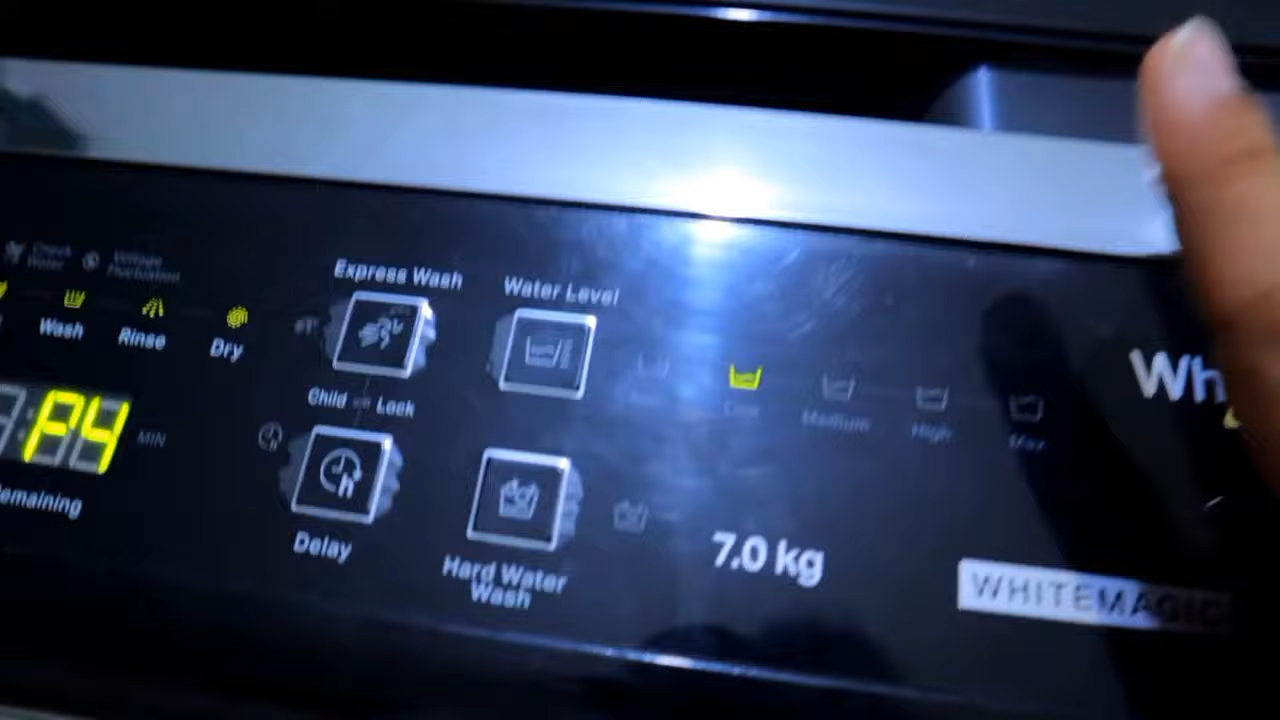 Check Water
Voltage Fluctuation
Wash
Rinse
Dry
P4
MIN
emaining
Express Wash
Water Level
Child Lock
Delay
Hard Water
Wash
Low
Medium
High
Max
7.0 kg
Wh
WHITEMAGIC